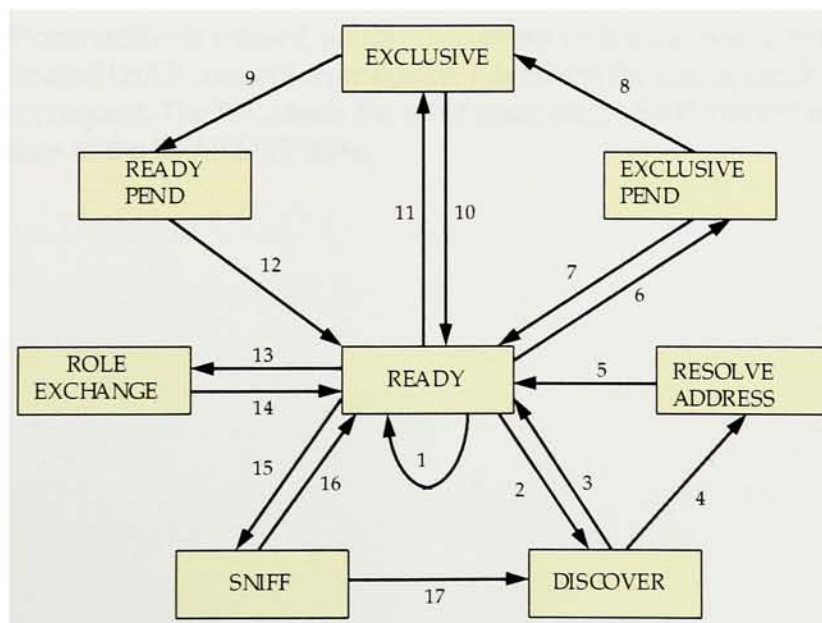 EXCLUSIVE
9
8
READY
PEND
EXCLUSIVE
PEND
11
10
7
12
6
ROLE
EXCHANGE
13
READY
5
RESOLVE
ADDRESS
14
15
16
1
2
3
4
SNIFF
17
DISCOVER